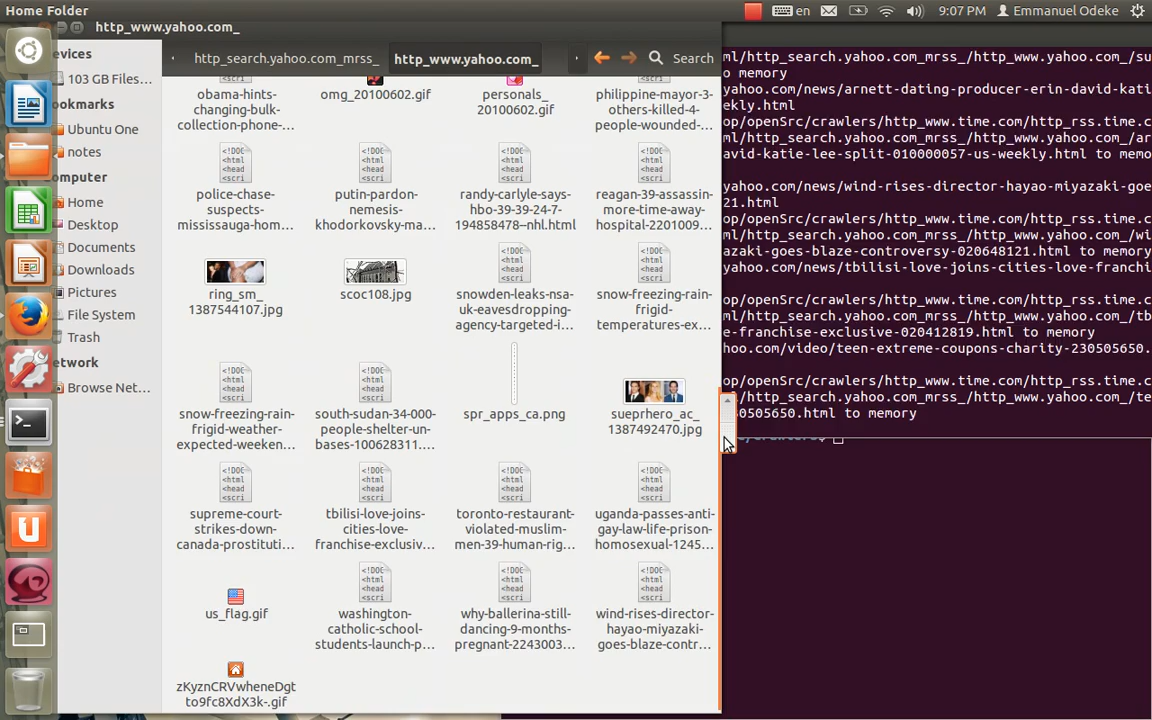 Home Folder
en
9:07 PM
Emmanuel Odeke
http_www.yahoo.com_
evices
103 GB Files...
ookmarks
Ubuntu One
notes
omputer
Home
Desktop
Documents
Downloads
Pictures
File System
Trash
etwork
Browse Net...
http_search.yahoo.com_mrss_
http_www.yahoo.com_
Search
obama-hints-
changing-bulk-
collection-phone-...
omg_20100602.gif
personals_
20100602.gif
philippine-mayor-3-
others-killed-4-
people-wounded-...
police-chase-
suspects-
mississauga-hom...
putin-pardon-
nemesis-
khodorkovsky-ma...
randy-carlyle-says-
hbo-39-39-24-7-
194858478~nhl.html
reagan-39-assassin-
more-time-away-
hospital-2201009...
ring_sm_
1387544107.jpg
scoc108.jpg
snowden-leaks-nsa-
uk-eavesdropping-
agency-targeted-i...
snow-freezing-rain-
frigid-
temperatures-ex...
snow-freezing-rain-
frigid-weather-
expected-weeken...
south-sudan-34-000-
people-shelter-un-
bases-100628311....
spr_apps_ca.png
sueprhero_ac_
1387492470.jpg
supreme-court-
strikes-down-
canada-prostituti...
tbilisi-love-joins-
cities-love-
franchise-exclusiv...
toronto-restaurant-
violated-muslim-
men-39-human-rig...
uganda-passes-anti-
gay-law-life-prison-
homosexual-1245...
us_flag.gif
washington-
catholic-school-
students-launch-p...
why-ballerina-still-
dancing-9-months-
pregnant-2243003...
wind-rises-director-
hayao-miyazaki-
goes-blaze-contr...
zKyznCRVwheneDgt
to9fc8XdX3k-.gif
ml/http_search.yahoo.com_mrss_/http_www.yahoo.com_/su
o memory
yahoo.com/news/arnett-dating-producer-erin-david-kati
ekly.html
op/openSrc/crawlers/http_www.time.com/http_rss.time.c
ml/http_search.yahoo.com_mrss_/http_www.yahoo.com_/ar
avid-katie-lee-split-010000057-us-weekly.html to memo
yahoo.com/news/wind-rises-director-hayao-miyazaki-goe
21.html
op/openSrc/crawlers/http_www.time.com/http_rss.time.c
ml/http_search.yahoo.com_mrss_/http_www.yahoo.com_/wi
azaki-goes-blaze-controversy-020648121.html to memory
yahoo.com/news/tbilisi-love-joins-cities-love-franchi
op/openSrc/crawlers/http_www.time.com/http_rss.time.c
ml/http_search.yahoo.com_mrss_/http_www.yahoo.com_/tb
e-franchise-exclusive-020412819.html to memory
hoo.com/video/teen-extreme-coupons-charity-230505650.
op/openSrc/crawlers/http_www.time.com/http_rss.time.c
ml/http_search.yahoo.com_mrss_/http_www.yahoo.com_/te
0505650.html to memory